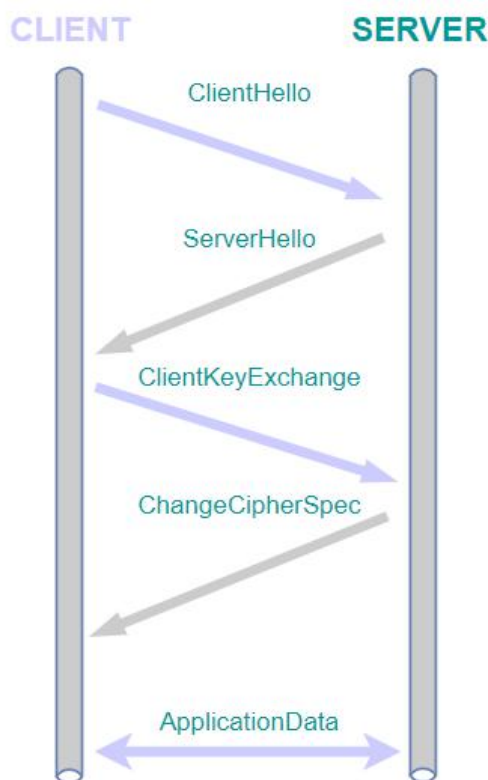 CLIENT
SERVER
ClientHello
ServerHello
ClientKeyExchange
ChangeCipherSpec
ApplicationData